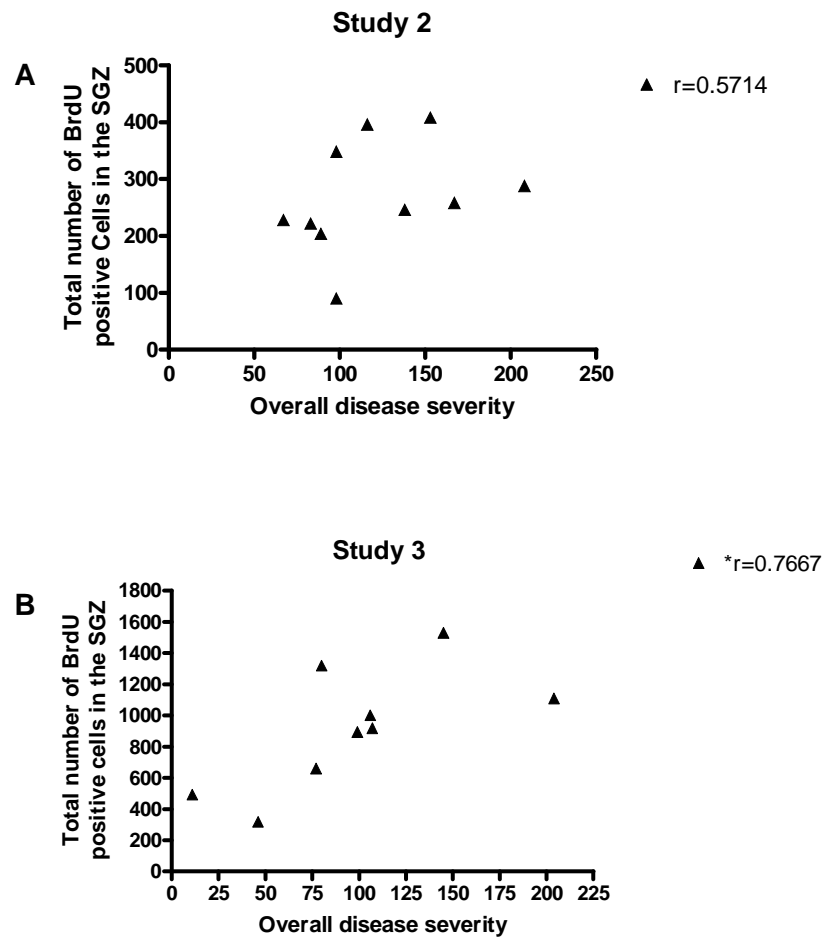 Study 2
A
r=0.5714
Total number of BrdU
positive Cells in the SGZ
500
400
300
200
100
0
0 50 100 150 200 250
Overall disease severity
Study 3
B
*r=0.7667
Total number of BrdU
positive cells in the SGZ
1800
1600
1400
1200
1000
800
600
400
200
0
0 25 50 75 100 125 150 175 200 225
Overall disease severity